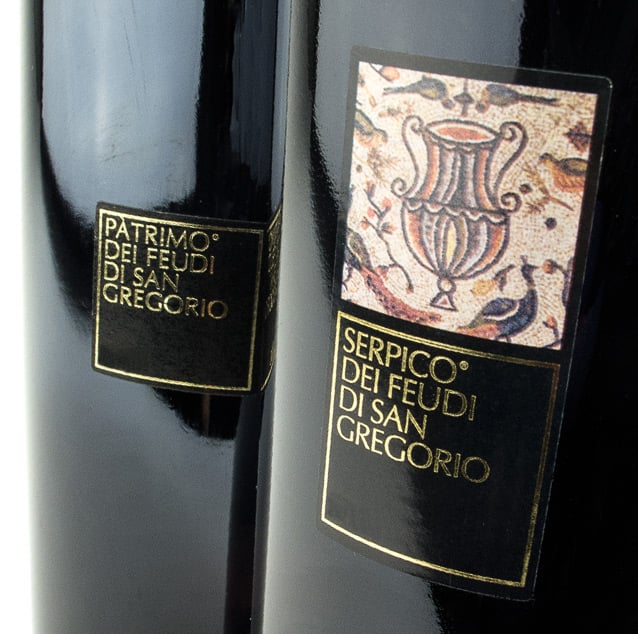 PATRIMO®
DEI FEUDI
DI SAN
GREGORIO
SERPICO®
DEI FEUDI
DI SAN
GREGORIO